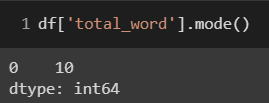 1 df['total_word'].mode()
0    10
dtype: int64